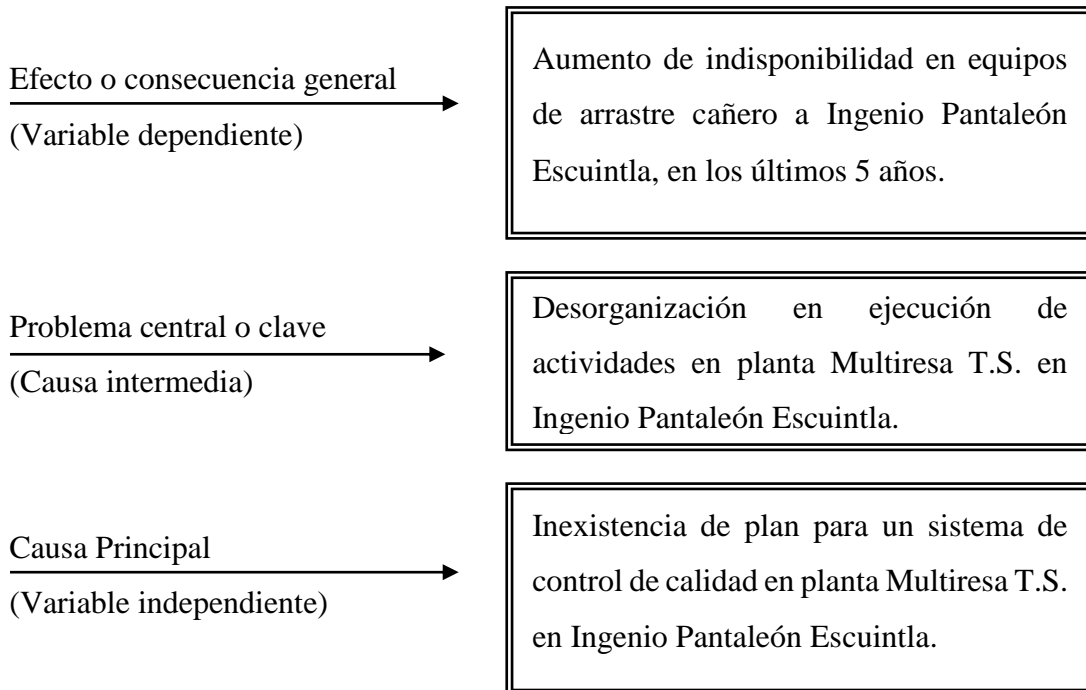 Efecto o consecuencia general
(Variable dependiente)
Aumento de indisponibilidad en equipos
de arrastre cañero a Ingenio Pantaleón
Escuintla, en los últimos 5 años.
Problema central o clave
(Causa intermedia)
Desorganización en ejecución de
actividades en planta Multiresa T.S. en
Ingenio Pantaleón Escuintla.
Causa Principal
(Variable independiente)
Inexistencia de plan para un sistema de
control de calidad en planta Multiresa T.S.
en Ingenio Pantaleón Escuintla.